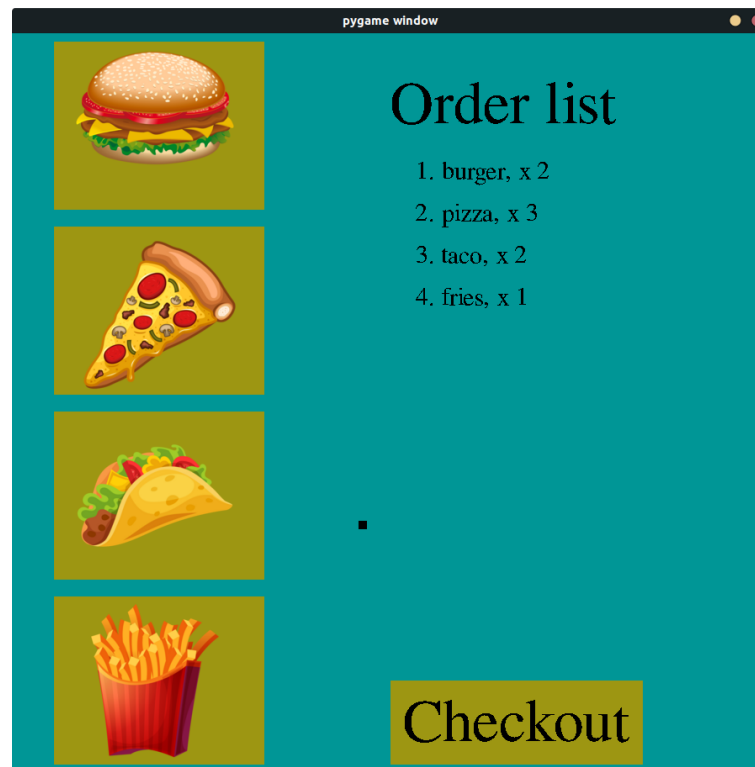 pygame window
Order list
1. burger, x 2
2. pizza, x 3
3. taco, x 2
4. fries, x 1
Checkout